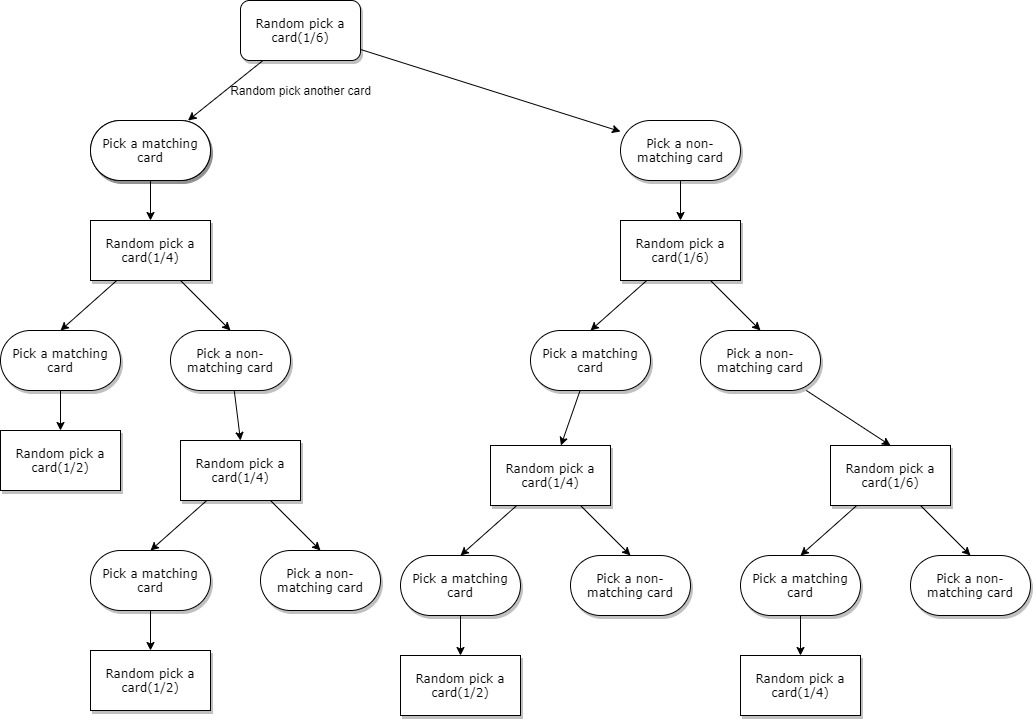 Random pick a
card(1/6)
Random pick another card
Pick a matching
card
Pick a non-
matching card
Random pick a
card(1/4)
Random pick a
card(1/6)
Pick a matching
card
Pick a non-
matching card
Pick a matching
card
Pick a non-
matching card
Random pick a
card(1/2)
Random pick a
card(1/4)
Random pick a
card(1/4)
Random pick a
card(1/6)
Pick a matching
card
Pick a non-
matching card
Pick a matching
card
Pick a non-
matching card
Pick a matching
card
Pick a non-
matching card
Random pick a
card(1/2)
Random pick a
card(1/2)
Random pick a
card(1/4)